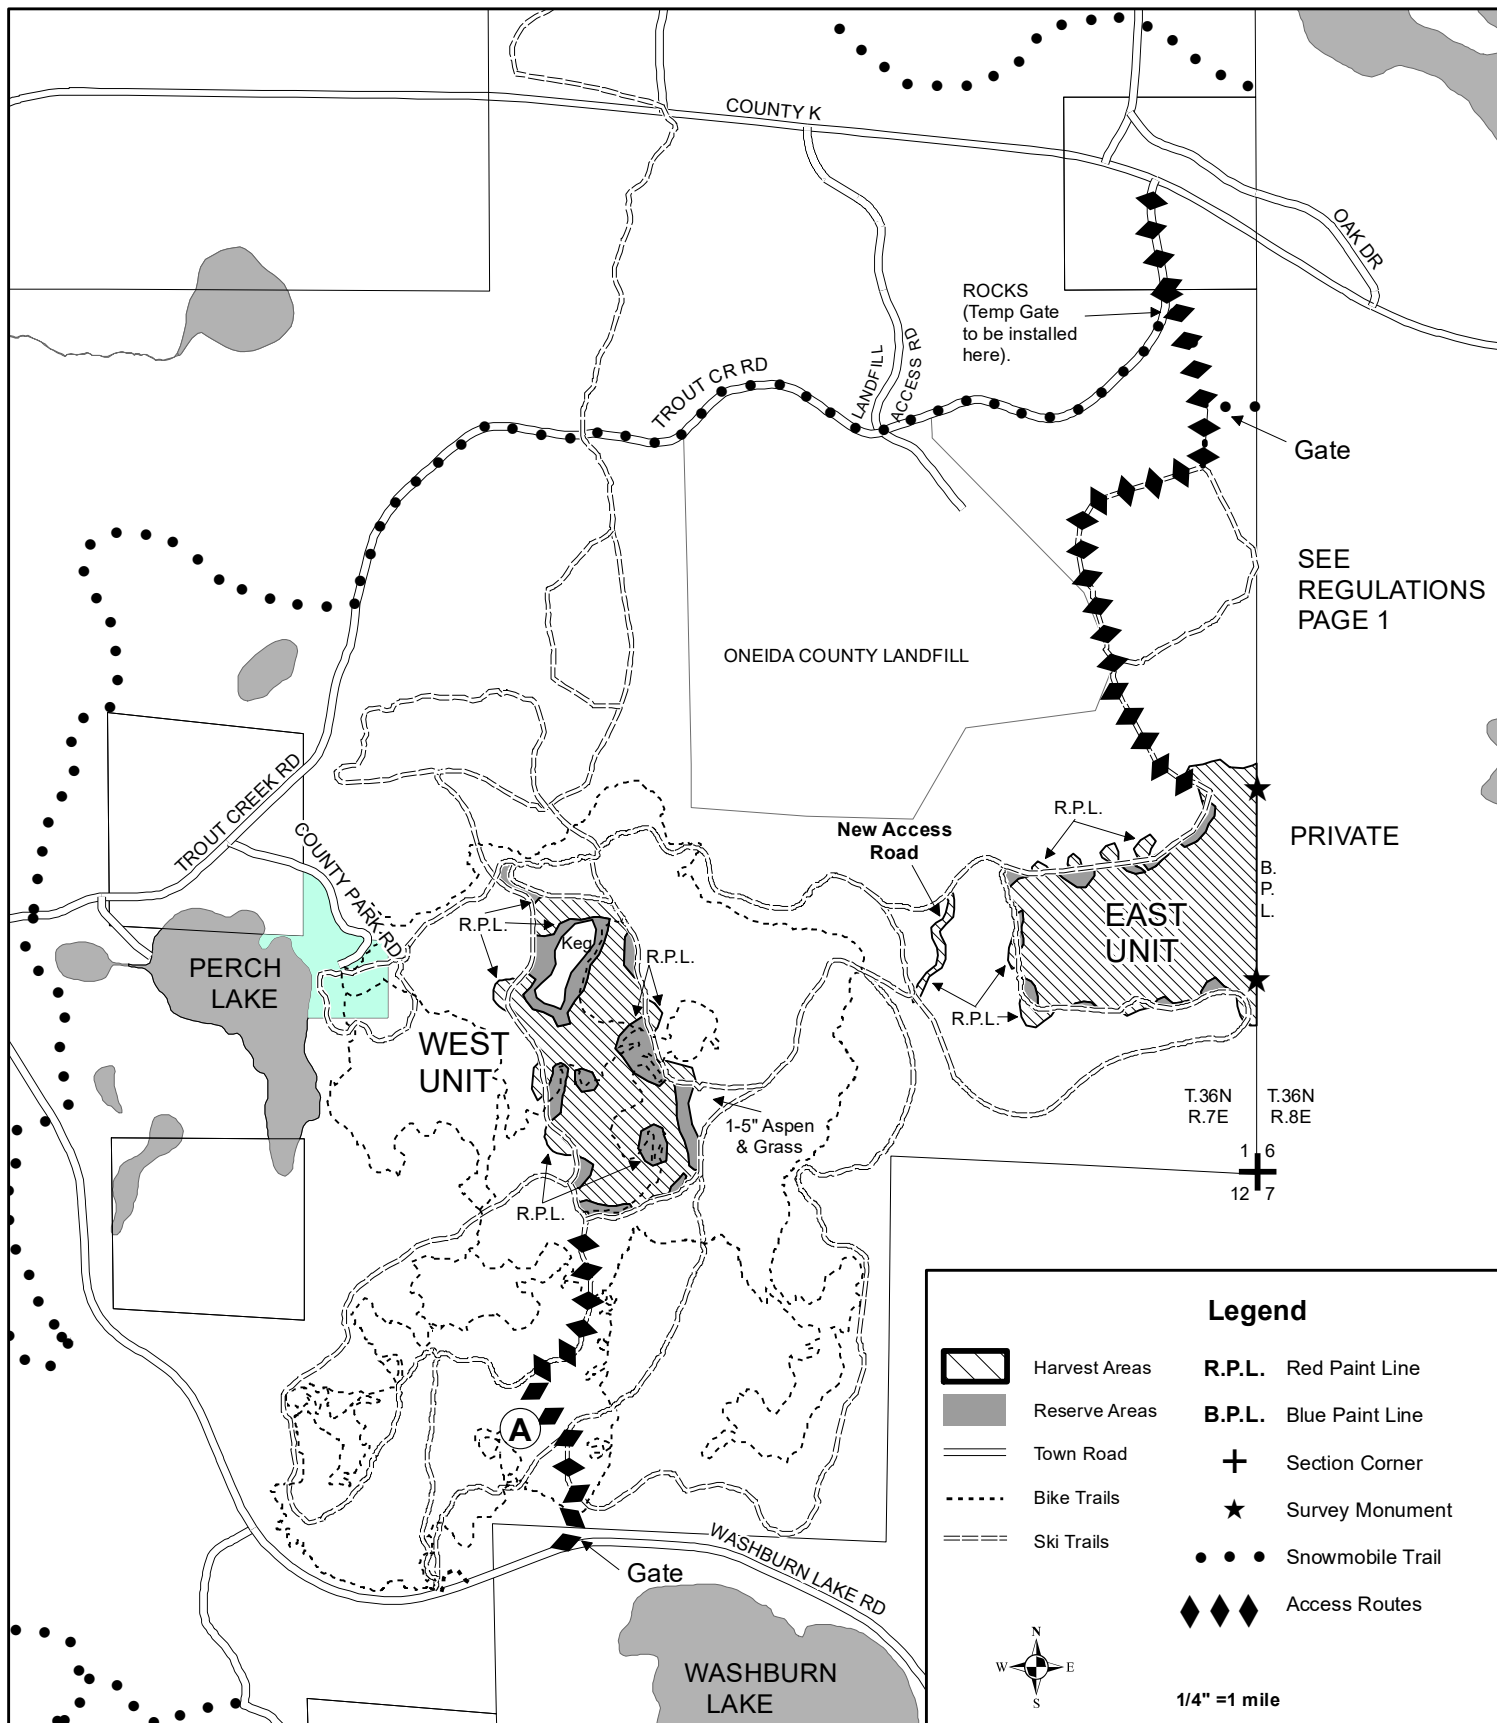 COUNTY K
OAK DR
ROCKS
(Temp Gate
to be installed
here).
LANDFILL
ACCESS RD
TROUT CR RD
Gate
SEE
REGULATIONS
PAGE 1
ONEIDA COUNTY LANDFILL
TROUT CREEK RD
COUNTY PARK RD
New Access
Road
R.P.L.
PRIVATE
B.
P.
L.
EAST
UNIT
R.P.L.
Keg
R.P.L.
PERCH
LAKE
R.P.L.
WEST
UNIT
1-5" Aspen
& Grass
T.36N
R.7E
T.36N
R.8E
1 6
12 7
R.P.L.
A
Gate
WASHBURN LAKE RD
WASHBURN
LAKE
Legend
Harvest Areas
Reserve Areas
Town Road
Bike Trails
Ski Trails
R.P.L. Red Paint Line
B.P.L. Blue Paint Line
Section Corner
Survey Monument
Snowmobile Trail
Access Routes
N
W E
S
1/4" =1 mile